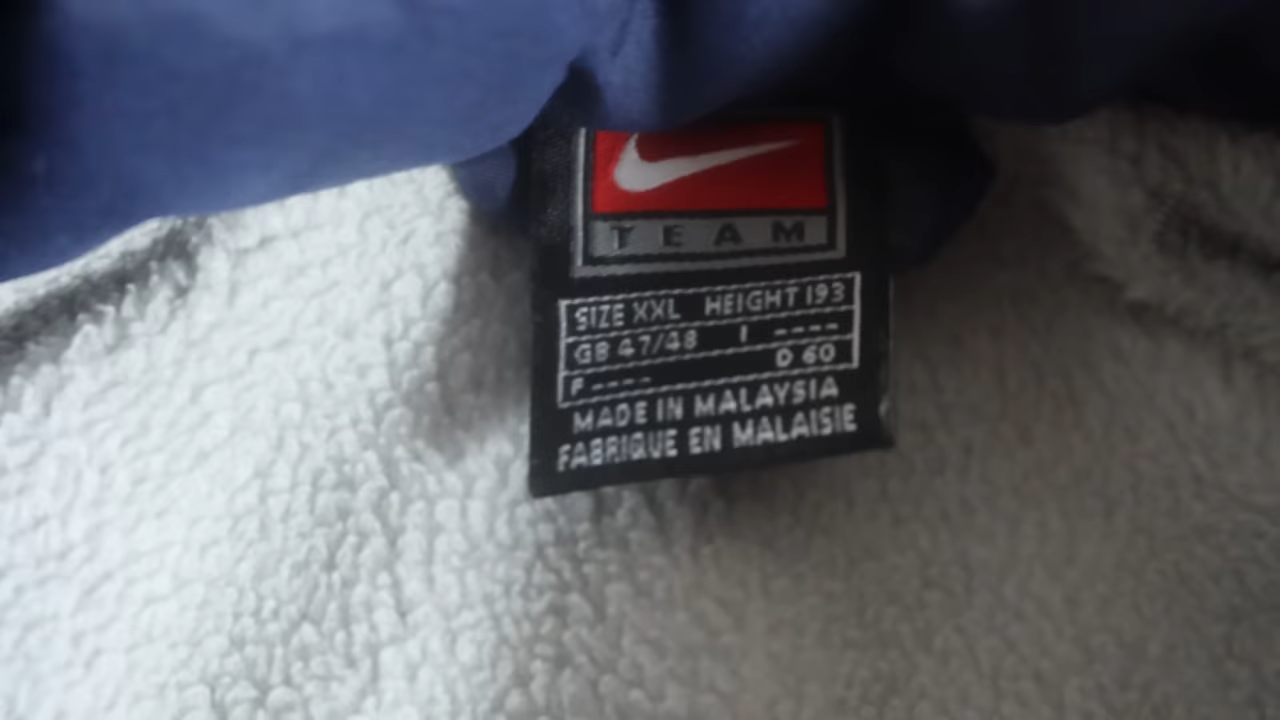 TEAM
SIZE XXL HEIGHT 193
GB 47/48 I ----
F ---- D 60
MADE IN MALAYSIA
FABRIQUE EN MALAISIE